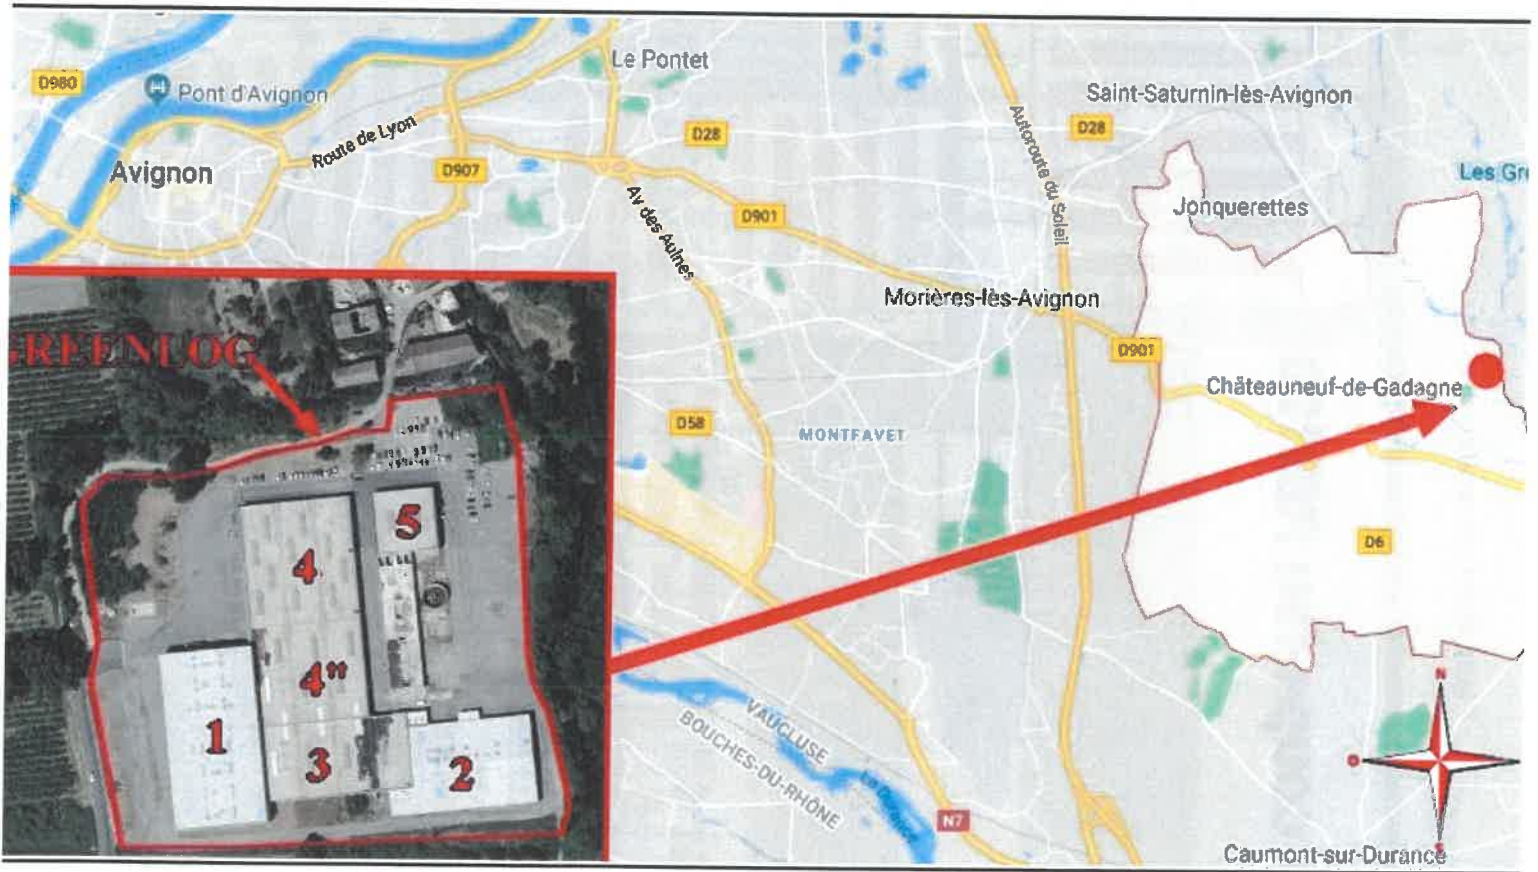 Le Pontet
D980
Pont d'Avignon
Saint-Saturnin-lès-Avignon
Route de Lyon
D28
Autoroute du Soleil
D28
Avignon
D907
Les Gr
Av des Aulnes
D901
Jonquerettes
Morières-lès-Avignon
GREENLOG
D901
Châteauneuf-de-Gadagne
D58
MONTFAVET
5
4
D6
4"
1
3
2
N
VAUCLUSE
BOUCHES-DU-RHÔNE
La Durance
O
N7
Caumont-sur-Durance